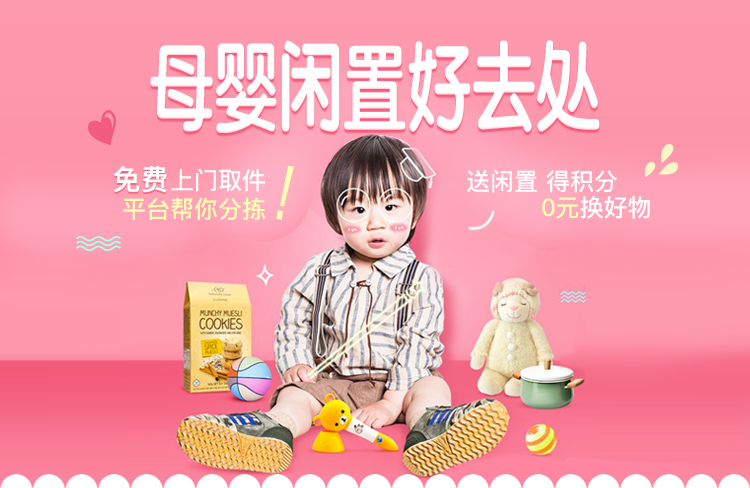 母婴闲置好去处
免费上门取件
平台帮你分拣!
送闲置 得积分
0元换好物
MUNCHY MUESLI
COOKIES